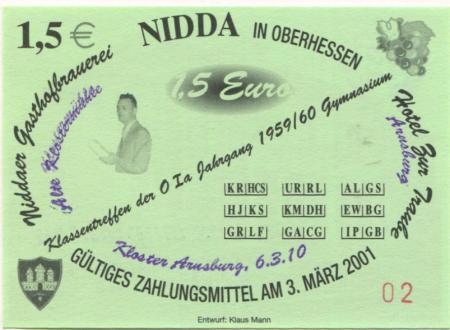 1,5 €
NIDDA IN OBERHESSEN
1,5 Euro
Niddaer Gasthofbrauerei
Alte Klostermühle
Hotel Zur Traube
Arnsburg
Klassentreffen der O Ia Jahrgang 1959/60 Gymnasium
KR|HCS UR|RL AL|GS
HJ|KS KM|DH EW|BG
GR|LF GA|CG IP|GB
Kloster Arnsburg, 6.3.10
GÜLTIGES ZAHLUNGSMITTEL AM 3. MÄRZ 2001
02
Entwurf: Klaus Mann